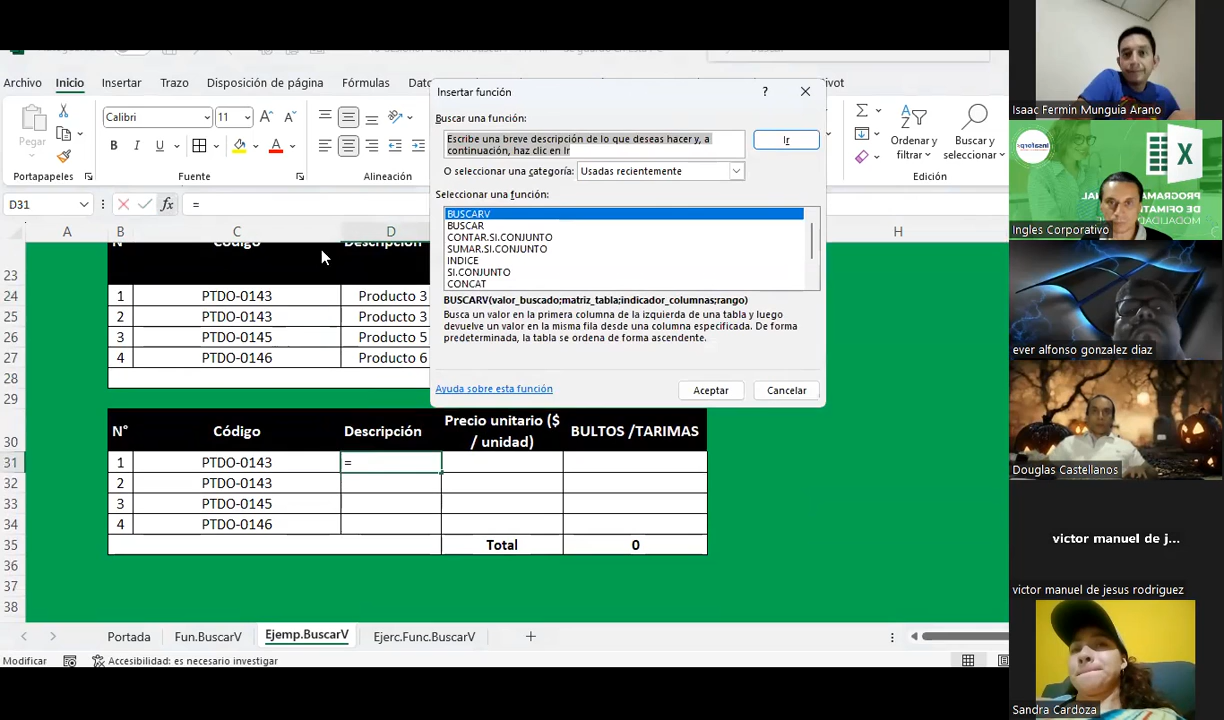 Archivo Inicio Insertar Trazo Disposición de página Fórmulas
Insertar función
?
Buscar una función:
Escribe una breve descripción de lo que deseas hacer y, a
continuación, haz clic en Ir
Ir
O seleccionar una categoría: Usadas recientemente
Seleccionar una función:
BUSCARV
BUSCAR
CONTAR.SI.CONJUNTO
SUMAR.SI.CONJUNTO
INDICE
SI.CONJUNTO
CONCAT
BUSCARV(valor_buscado;matriz_tabla;indicador_columnas;rango)
Busca un valor en la primera columna de la izquierda de una tabla y luego
devuelve un valor en la misma fila desde una columna especificada. De forma
predeterminada, la tabla se ordena de forma ascendente.
Ayuda sobre esta función
Aceptar Cancelar
Pegar
Calibri 11
N K S
Portapapeles Fuente Alineación
Ordenar y
filtrar
Buscar y
seleccionar
Edición
D31 fx =
A B C D H
23 N° Código Descripción
24 1 PTDO-0143 Producto 3
25 2 PTDO-0143 Producto 3
26 3 PTDO-0145 Producto 5
27 4 PTDO-0146 Producto 6
28
29
30 N° Código Descripción Precio unitario ($
/ unidad) BULTOS /TARIMAS
31 1 PTDO-0143 =
32 2 PTDO-0143
33 3 PTDO-0145
34 4 PTDO-0146
35 Total 0
36
37
38
Portada Fun.BuscarV Ejemp.BuscarV Ejerc.Func.BuscarV +
Modificar Accesibilidad: es necesario investigar
Isaac Fermin Munguia Arano
Ingles Corporativo
ever alfonso gonzalez diaz
Douglas Castellanos
victor manuel de j...
victor manuel de jesus rodriguez
Sandra Cardoza